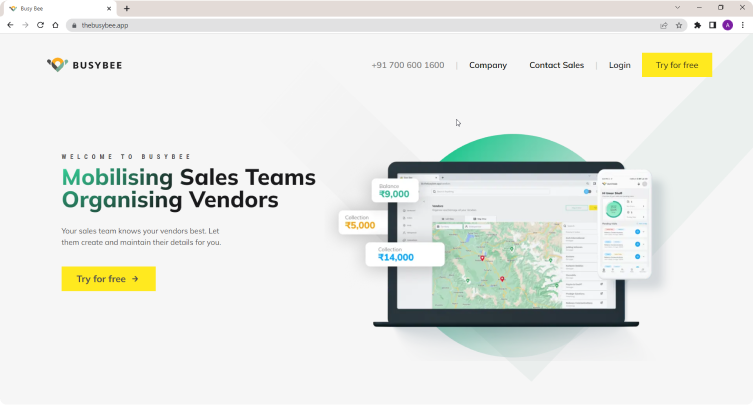 Busy Bee
thebusybee.app
A
BUSYBEE
+91 700 600 1600 | Company Contact Sales | Login Try for free
WELCOME TO BUSYBEE
Mobilising Sales Teams
Organising Vendors
Your sales team knows your vendors best. Let
them create and maintain their details for you.
Try for free →
Balance
₹9,000
Collection
₹5,000
Collection
₹14,000
Vendors